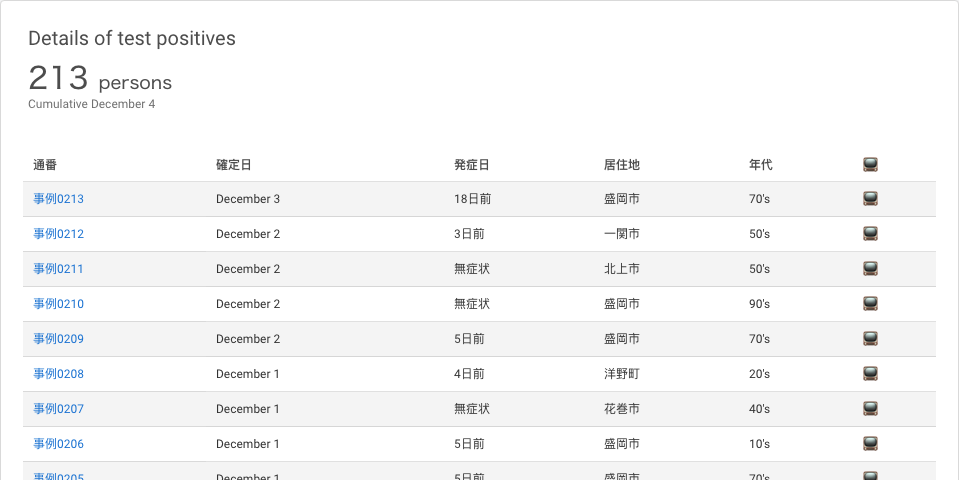 Details of test positives
213 persons
Cumulative December 4
通番 確定日 発症日 居住地 年代
事例0213 December 3 18日前 盛岡市 70's
事例0212 December 2 3日前 一関市 50's
事例0211 December 2 無症状 北上市 50's
事例0210 December 2 無症状 盛岡市 90's
事例0209 December 2 5日前 盛岡市 70's
事例0208 December 1 4日前 洋野町 20's
事例0207 December 1 無症状 花巻市 40's
事例0206 December 1 5日前 盛岡市 10's
事例0205 December 1 5日前 盛岡市 70's